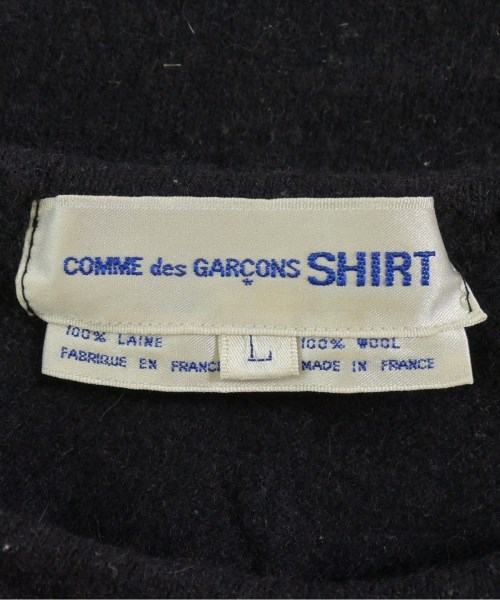 COMME des GARÇONS SHIRT
*
100% LAINE
FABRIQUE EN FRANCE
L
100% WOOL
MADE IN FRANCE